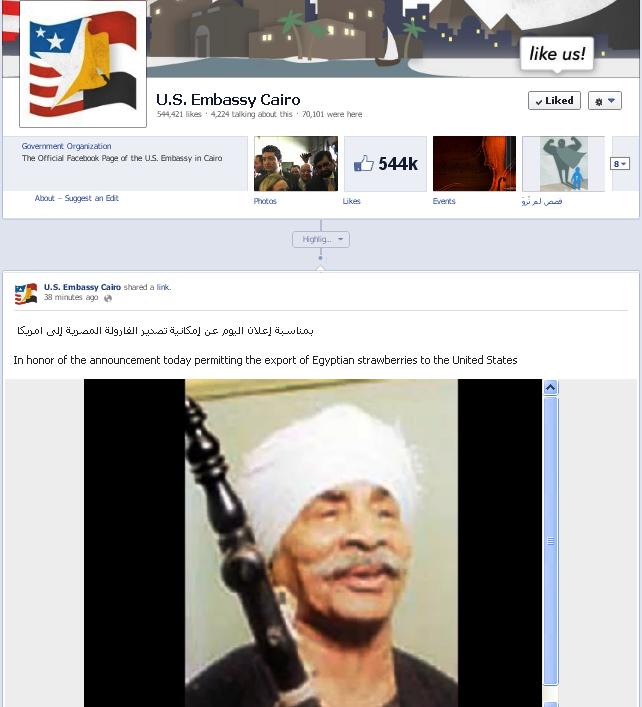 like us!
U.S. Embassy Cairo
544,421 likes · 4,224 talking about this · 70,101 were here
Liked
Government Organization
The Official Facebook Page of the U.S. Embassy in Cairo
About – Suggest an Edit
544k
8
Photos
Likes
Events
قصص لم تُروَ
Highlig...
U.S. Embassy Cairo shared a link.
38 minutes ago
بمناسبة إعلان اليوم عن إمكانية تصدير الفارولة المصرية إلى امريكا
In honor of the announcement today permitting the export of Egyptian strawberries to the United States